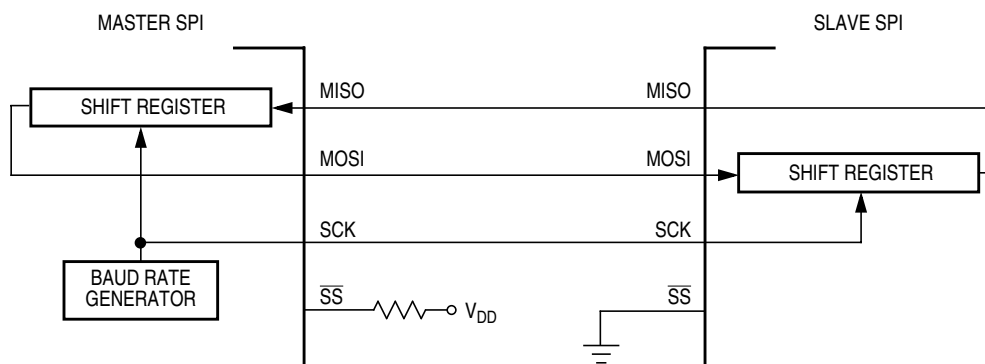 MASTER SPI
SLAVE SPI
MISO
MISO
SHIFT REGISTER
MOSI
MOSI
SHIFT REGISTER
SCK
SCK
BAUD RATE
GENERATOR
SS
SS
VDD